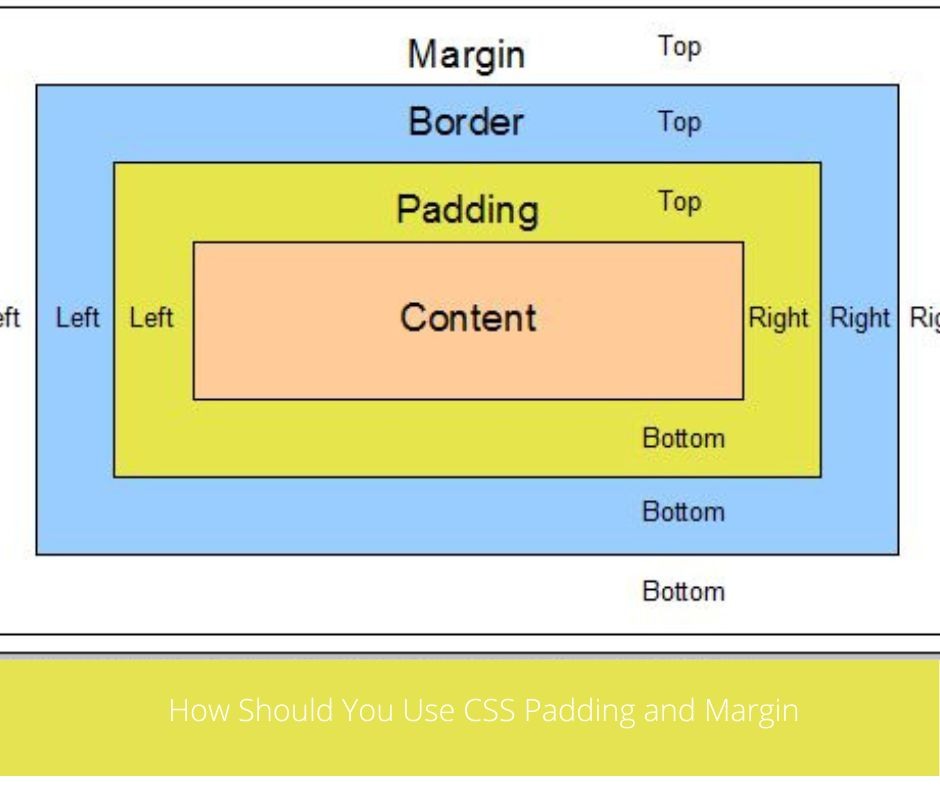 Margin Top
Border Top
Padding Top
eft Left Left Content Right Right Rig
Bottom
Bottom
Bottom
How Should You Use CSS Padding and Margin